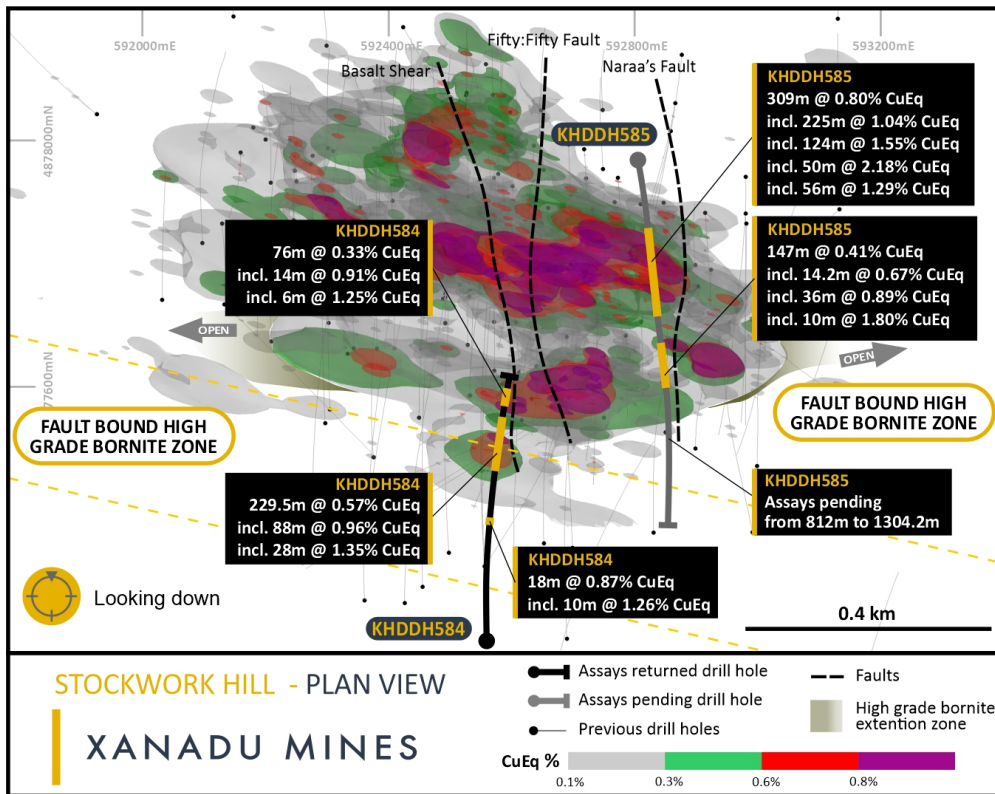 592000mE
592400mE
592800mE
593200mE
4878000mN
77600mN
Basalt Shear
Fifty:Fifty Fault
Naraa's Fault
KHDDH585
KHDDH585
309m @ 0.80% CuEq
incl. 225m @ 1.04% CuEq
incl. 124m @ 1.55% CuEq
incl. 50m @ 2.18% CuEq
incl. 56m @ 1.29% CuEq
KHDDH584
76m @ 0.33% CuEq
incl. 14m @ 0.91% CuEq
incl. 6m @ 1.25% CuEq
KHDDH585
147m @ 0.41% CuEq
incl. 14.2m @ 0.67% CuEq
incl. 36m @ 0.89% CuEq
incl. 10m @ 1.80% CuEq
OPEN
OPEN
FAULT BOUND HIGH
GRADE BORNITE ZONE
FAULT BOUND HIGH
GRADE BORNITE ZONE
KHDDH584
229.5m @ 0.57% CuEq
incl. 88m @ 0.96% CuEq
incl. 28m @ 1.35% CuEq
KHDDH585
Assays pending
from 812m to 1304.2m
KHDDH584
18m @ 0.87% CuEq
incl. 10m @ 1.26% CuEq
Looking down
KHDDH584
0.4 km
STOCKWORK HILL - PLAN VIEW
XANADU MINES
Assays returned drill hole
Assays pending drill hole
Previous drill holes
Faults
High grade bornite
extention zone
CuEq %
0.1%
0.3%
0.6%
0.8%